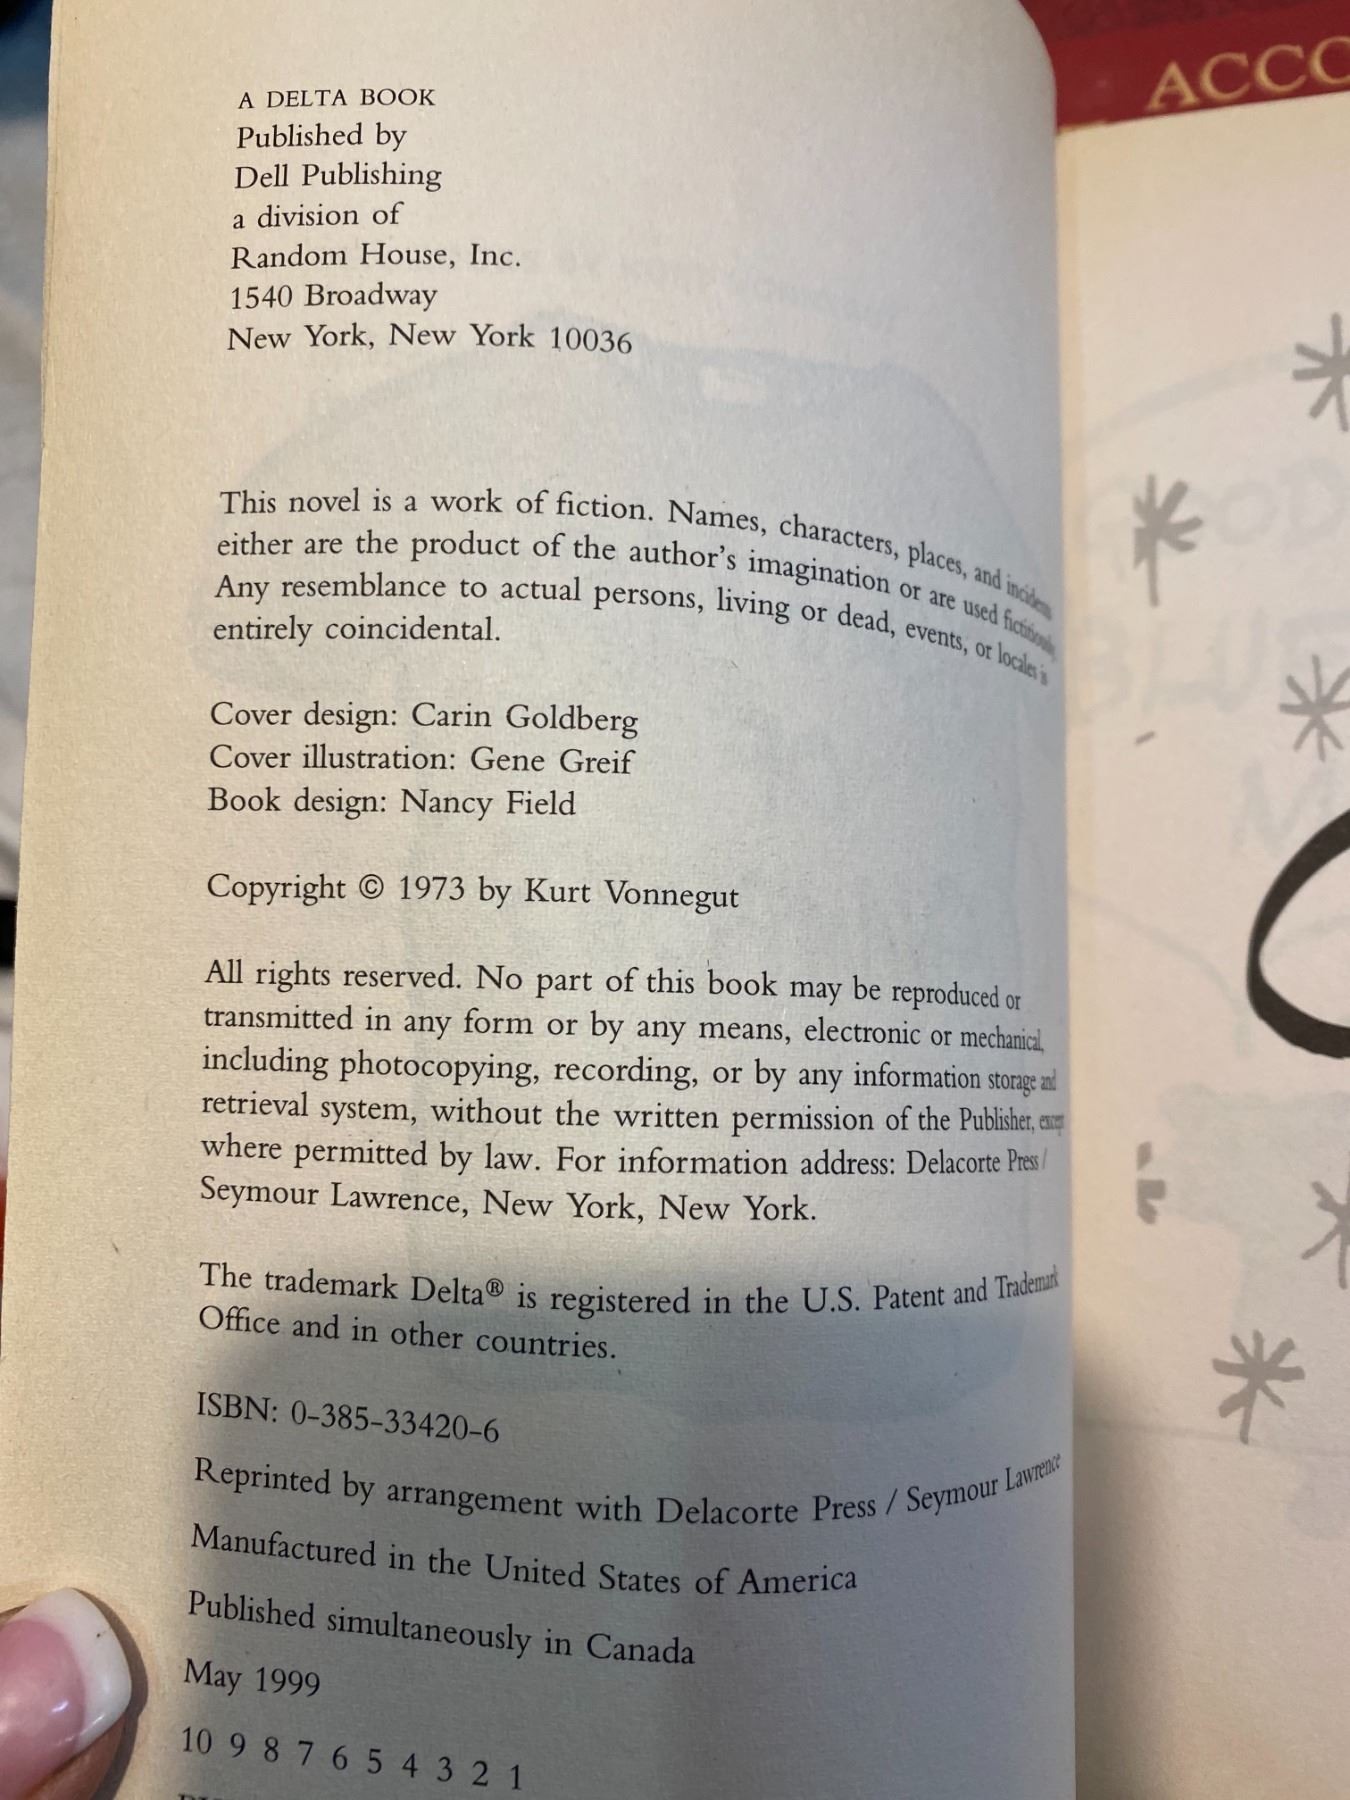 ACCC
A DELTA BOOK
Published by
Dell Publishing
a division of
Random House, Inc.
1540 Broadway
New York, New York 10036
This novel is a work of fiction. Names, characters, places, and incidents
either are the product of the author's imagination or are used fictitiously.
Any resemblance to actual persons, living or dead, events, or locales is
entirely coincidental.
Cover design: Carin Goldberg
Cover illustration: Gene Greif
Book design: Nancy Field
Copyright © 1973 by Kurt Vonnegut
All rights reserved. No part of this book may be reproduced or
transmitted in any form or by any means, electronic or mechanical,
including photocopying, recording, or by any information storage and
retrieval system, without the written permission of the Publisher, except
where permitted by law. For information address: Delacorte Press /
Seymour Lawrence, New York, New York.
The trademark Delta® is registered in the U.S. Patent and Trademark
Office and in other countries.
ISBN: 0-385-33420-6
Reprinted by arrangement with Delacorte Press / Seymour Lawrence
Manufactured in the United States of America
Published simultaneously in Canada
May 1999
10 9 8 7 6 5 4 3 2 1